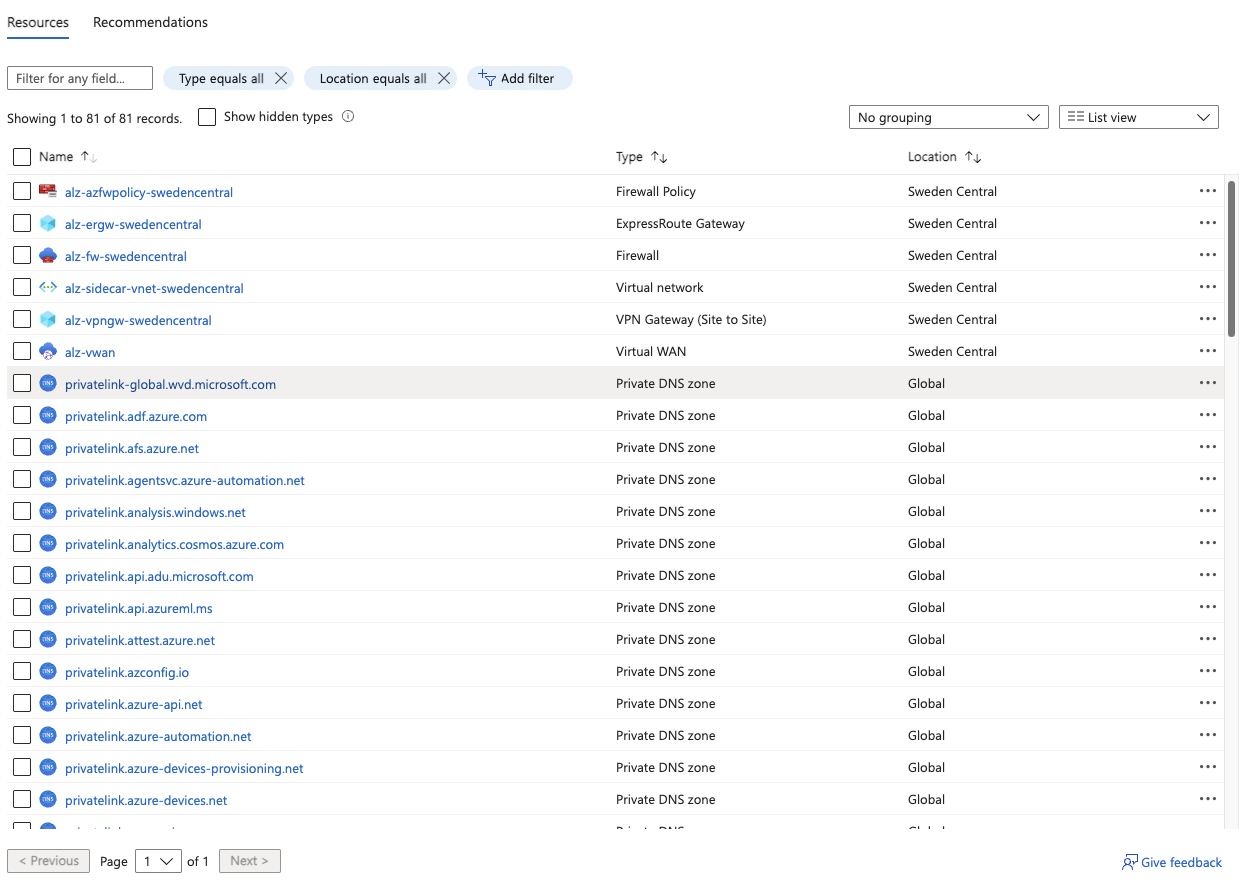 Resources Recommendations
Filter for any field... Type equals all Location equals all Add filter
Showing 1 to 81 of 81 records. Show hidden types No grouping List view
Name Type Location
alz-azfwpolicy-swedencentral Firewall Policy Sweden Central
alz-ergw-swedencentral ExpressRoute Gateway Sweden Central
alz-fw-swedencentral Firewall Sweden Central
alz-sidecar-vnet-swedencentral Virtual network Sweden Central
alz-vpngw-swedencentral VPN Gateway (Site to Site) Sweden Central
alz-vwan Virtual WAN Sweden Central
privatelink-global.wvd.microsoft.com Private DNS zone Global
privatelink.adf.azure.com Private DNS zone Global
privatelink.afs.azure.net Private DNS zone Global
privatelink.agentsvc.azure-automation.net Private DNS zone Global
privatelink.analysis.windows.net Private DNS zone Global
privatelink.analytics.cosmos.azure.com Private DNS zone Global
privatelink.api.adu.microsoft.com Private DNS zone Global
privatelink.api.azureml.ms Private DNS zone Global
privatelink.attest.azure.net Private DNS zone Global
privatelink.azconfig.io Private DNS zone Global
privatelink.azure-api.net Private DNS zone Global
privatelink.azure-automation.net Private DNS zone Global
privatelink.azure-devices-provisioning.net Private DNS zone Global
privatelink.azure-devices.net Private DNS zone Global
< Previous Page 1 of 1 Next > Give feedback